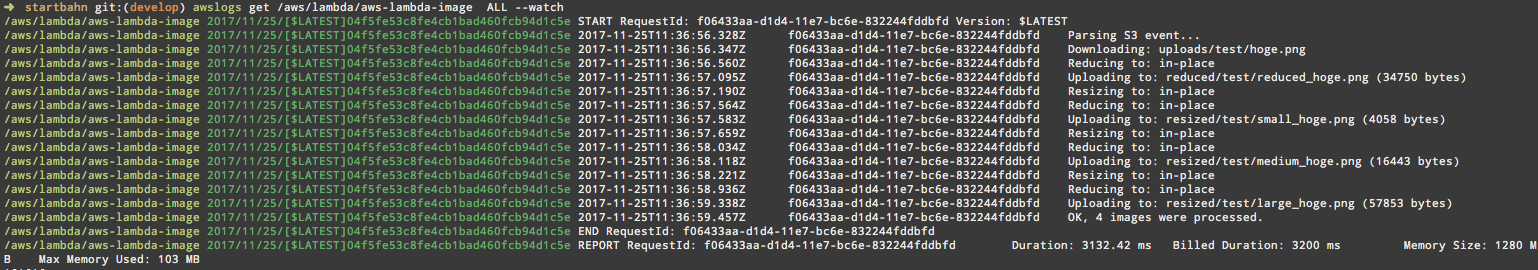 ➜ startbahn git:(develop) awslogs get /aws/lambda/aws-lambda-image ALL --watch
/aws/lambda/aws-lambda-image 2017/11/25/[$LATEST]04f5fe53c8fe4cb1bad460fcb94d1c5e START RequestId: f06433aa-d1d4-11e7-bc6e-832244fddbfd Version: $LATEST
/aws/lambda/aws-lambda-image 2017/11/25/[$LATEST]04f5fe53c8fe4cb1bad460fcb94d1c5e 2017-11-25T11:36:56.328Z f06433aa-d1d4-11e7-bc6e-832244fddbfd Parsing S3 event...
/aws/lambda/aws-lambda-image 2017/11/25/[$LATEST]04f5fe53c8fe4cb1bad460fcb94d1c5e 2017-11-25T11:36:56.347Z f06433aa-d1d4-11e7-bc6e-832244fddbfd Downloading: uploads/test/hoge.png
/aws/lambda/aws-lambda-image 2017/11/25/[$LATEST]04f5fe53c8fe4cb1bad460fcb94d1c5e 2017-11-25T11:36:56.560Z f06433aa-d1d4-11e7-bc6e-832244fddbfd Reducing to: in-place
/aws/lambda/aws-lambda-image 2017/11/25/[$LATEST]04f5fe53c8fe4cb1bad460fcb94d1c5e 2017-11-25T11:36:57.095Z f06433aa-d1d4-11e7-bc6e-832244fddbfd Uploading to: reduced/test/reduced_hoge.png (34750 bytes)
/aws/lambda/aws-lambda-image 2017/11/25/[$LATEST]04f5fe53c8fe4cb1bad460fcb94d1c5e 2017-11-25T11:36:57.190Z f06433aa-d1d4-11e7-bc6e-832244fddbfd Resizing to: in-place
/aws/lambda/aws-lambda-image 2017/11/25/[$LATEST]04f5fe53c8fe4cb1bad460fcb94d1c5e 2017-11-25T11:36:57.564Z f06433aa-d1d4-11e7-bc6e-832244fddbfd Reducing to: in-place
/aws/lambda/aws-lambda-image 2017/11/25/[$LATEST]04f5fe53c8fe4cb1bad460fcb94d1c5e 2017-11-25T11:36:57.583Z f06433aa-d1d4-11e7-bc6e-832244fddbfd Uploading to: resized/test/small_hoge.png (4058 bytes)
/aws/lambda/aws-lambda-image 2017/11/25/[$LATEST]04f5fe53c8fe4cb1bad460fcb94d1c5e 2017-11-25T11:36:57.659Z f06433aa-d1d4-11e7-bc6e-832244fddbfd Resizing to: in-place
/aws/lambda/aws-lambda-image 2017/11/25/[$LATEST]04f5fe53c8fe4cb1bad460fcb94d1c5e 2017-11-25T11:36:58.034Z f06433aa-d1d4-11e7-bc6e-832244fddbfd Reducing to: in-place
/aws/lambda/aws-lambda-image 2017/11/25/[$LATEST]04f5fe53c8fe4cb1bad460fcb94d1c5e 2017-11-25T11:36:58.118Z f06433aa-d1d4-11e7-bc6e-832244fddbfd Uploading to: resized/test/medium_hoge.png (16443 bytes)
/aws/lambda/aws-lambda-image 2017/11/25/[$LATEST]04f5fe53c8fe4cb1bad460fcb94d1c5e 2017-11-25T11:36:58.221Z f06433aa-d1d4-11e7-bc6e-832244fddbfd Resizing to: in-place
/aws/lambda/aws-lambda-image 2017/11/25/[$LATEST]04f5fe53c8fe4cb1bad460fcb94d1c5e 2017-11-25T11:36:58.936Z f06433aa-d1d4-11e7-bc6e-832244fddbfd Reducing to: in-place
/aws/lambda/aws-lambda-image 2017/11/25/[$LATEST]04f5fe53c8fe4cb1bad460fcb94d1c5e 2017-11-25T11:36:59.338Z f06433aa-d1d4-11e7-bc6e-832244fddbfd Uploading to: resized/test/large_hoge.png (57853 bytes)
/aws/lambda/aws-lambda-image 2017/11/25/[$LATEST]04f5fe53c8fe4cb1bad460fcb94d1c5e 2017-11-25T11:36:59.457Z f06433aa-d1d4-11e7-bc6e-832244fddbfd OK, 4 images were processed.
/aws/lambda/aws-lambda-image 2017/11/25/[$LATEST]04f5fe53c8fe4cb1bad460fcb94d1c5e END RequestId: f06433aa-d1d4-11e7-bc6e-832244fddbfd
/aws/lambda/aws-lambda-image 2017/11/25/[$LATEST]04f5fe53c8fe4cb1bad460fcb94d1c5e REPORT RequestId: f06433aa-d1d4-11e7-bc6e-832244fddbfd Duration: 3132.42 ms Billed Duration: 3200 ms Memory Size: 1280 M
B Max Memory Used: 103 MB